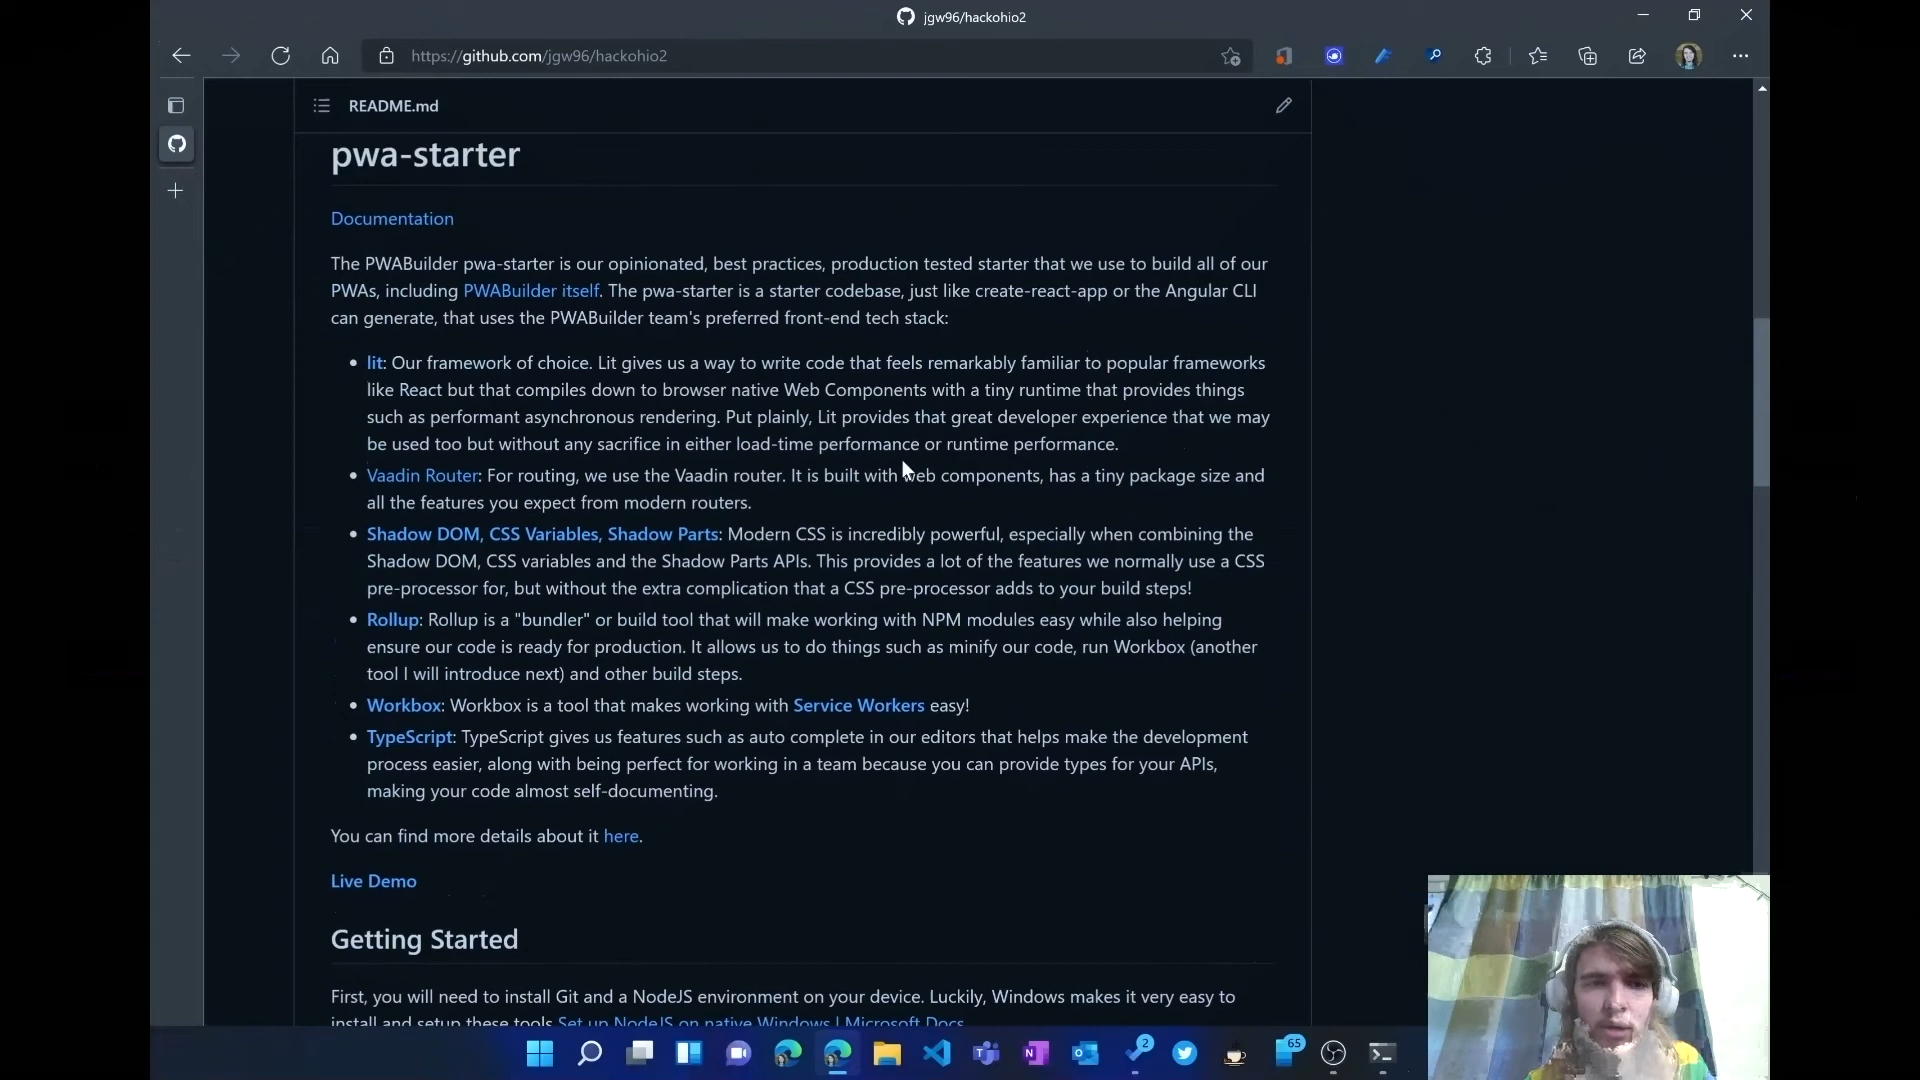 jgw96/hackohio2
https://github.com/jgw96/hackohio2
README.md
pwa-starter
Documentation
The PWABuilder pwa-starter is our opinionated, best practices, production tested starter that we use to build all of our
PWAs, including PWABuilder itself. The pwa-starter is a starter codebase, just like create-react-app or the Angular CLI
can generate, that uses the PWABuilder team's preferred front-end tech stack:
lit: Our framework of choice. Lit gives us a way to write code that feels remarkably familiar to popular frameworks
like React but that compiles down to browser native Web Components with a tiny runtime that provides things
such as performant asynchronous rendering. Put plainly, Lit provides that great developer experience that we may
be used too but without any sacrifice in either load-time performance or runtime performance.
Vaadin Router: For routing, we use the Vaadin router. It is built with web components, has a tiny package size and
all the features you expect from modern routers.
Shadow DOM, CSS Variables, Shadow Parts: Modern CSS is incredibly powerful, especially when combining the
Shadow DOM, CSS variables and the Shadow Parts APIs. This provides a lot of the features we normally use a CSS
pre-processor for, but without the extra complication that a CSS pre-processor adds to your build steps!
Rollup: Rollup is a "bundler" or build tool that will make working with NPM modules easy while also helping
ensure our code is ready for production. It allows us to do things such as minify our code, run Workbox (another
tool I will introduce next) and other build steps.
Workbox: Workbox is a tool that makes working with Service Workers easy!
TypeScript: TypeScript gives us features such as auto complete in our editors that helps make the development
process easier, along with being perfect for working in a team because you can provide types for your APIs,
making your code almost self-documenting.
You can find more details about it here.
Live Demo
Getting Started
First, you will need to install Git and a NodeJS environment on your device. Luckily, Windows makes it very easy to
install and setup these tools Set up NodeJS on native Windows | Microsoft Docs
2
65